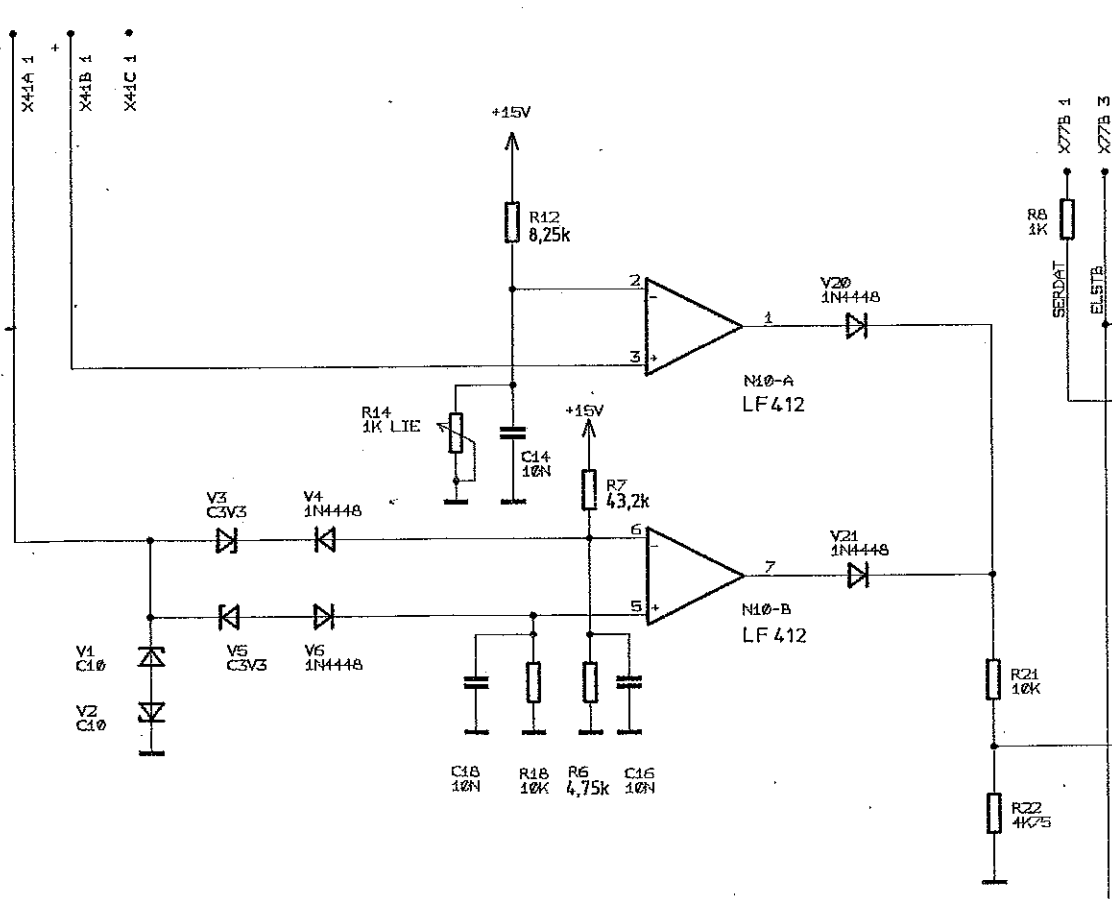 X41A 1
+
X41B 1
X41C 1
+15V
X77B 1
X77B 3
R12
8,25k
R8
1K
SERDAT
ELSTB
2
-
3
+
1
V20
1N4448
N10-A
LF412
R14
1K LIE
+15V
C14
10N
R7
43,2k
V3
C3V3
V4
1N4448
6
-
5
+
7
V21
1N4448
N10-B
LF412
V1
C10
V5
C3V3
V6
1N4448
V2
C10
R21
10K
C18
10N
R18
10K
R6
4,75k
C16
10N
R22
4K75